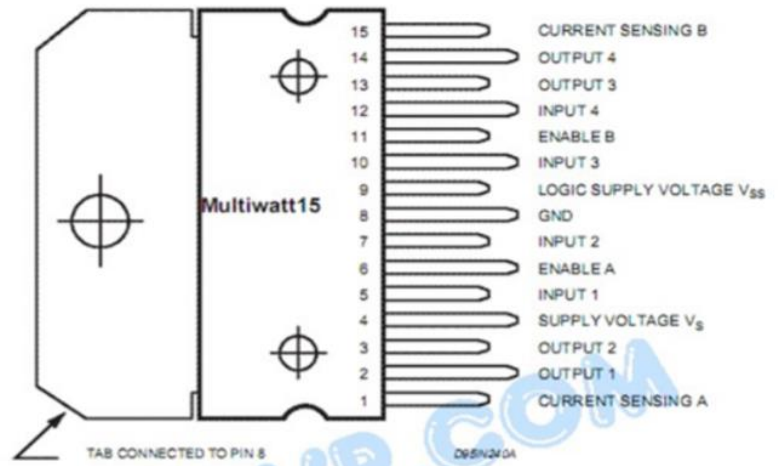 15 CURRENT SENSING B
14 OUTPUT 4
13 OUTPUT 3
12 INPUT 4
11 ENABLE B
10 INPUT 3
9 LOGIC SUPPLY VOLTAGE VSS
Multiwatt15
8 GND
7 INPUT 2
6 ENABLE A
5 INPUT 1
4 SUPPLY VOLTAGE VS
3 OUTPUT 2
2 OUTPUT 1
1 CURRENT SENSING A
TAB CONNECTED TO PIN 8
D95IN240A
COM